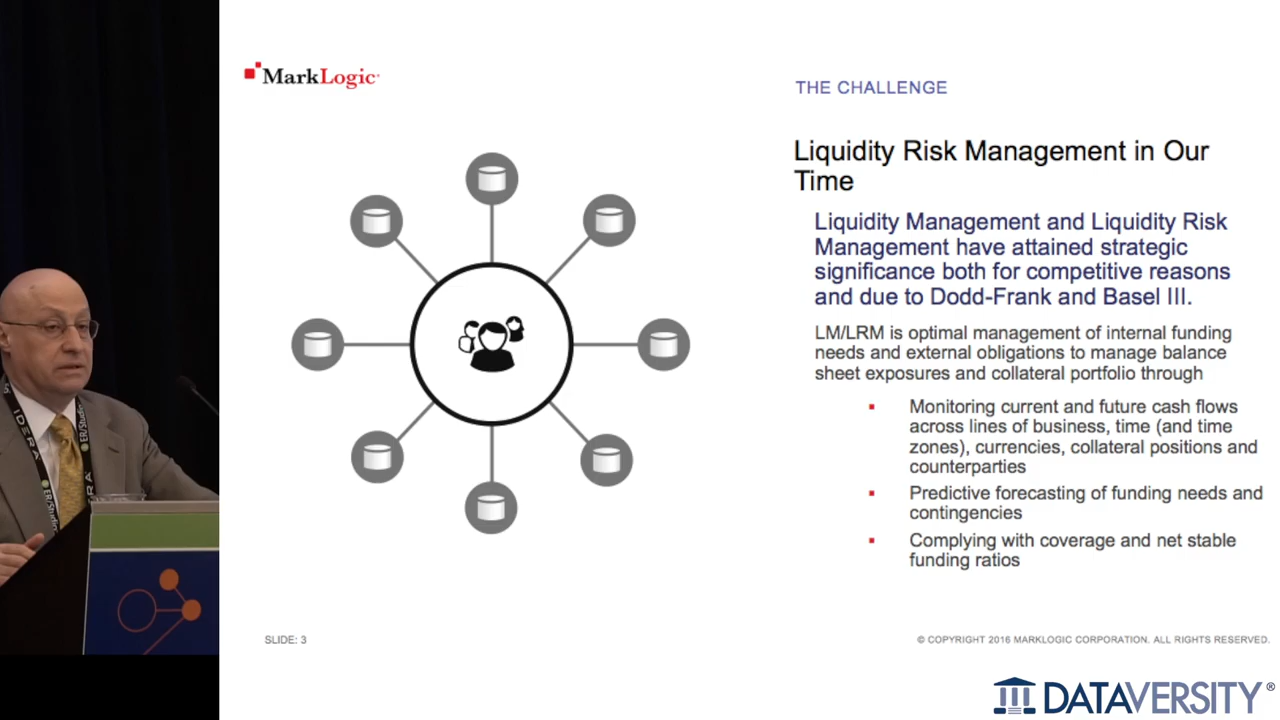 MarkLogic
THE CHALLENGE
Liquidity Risk Management in Our
Time
Liquidity Management and Liquidity Risk
Management have attained strategic
significance both for competitive reasons
and due to Dodd-Frank and Basel III.
LM/LRM is optimal management of internal funding
needs and external obligations to manage balance
sheet exposures and collateral portfolio through
Monitoring current and future cash flows
across lines of business, time (and time
zones), currencies, collateral positions and
counterparties
Predictive forecasting of funding needs and
contingencies
Complying with coverage and net stable
funding ratios
SLIDE: 3
© COPYRIGHT 2016 MARKLOGIC CORPORATION. ALL RIGHTS RESERVED.
DATAVERSITY®
IDERA
ER/Studio
ER/Studio